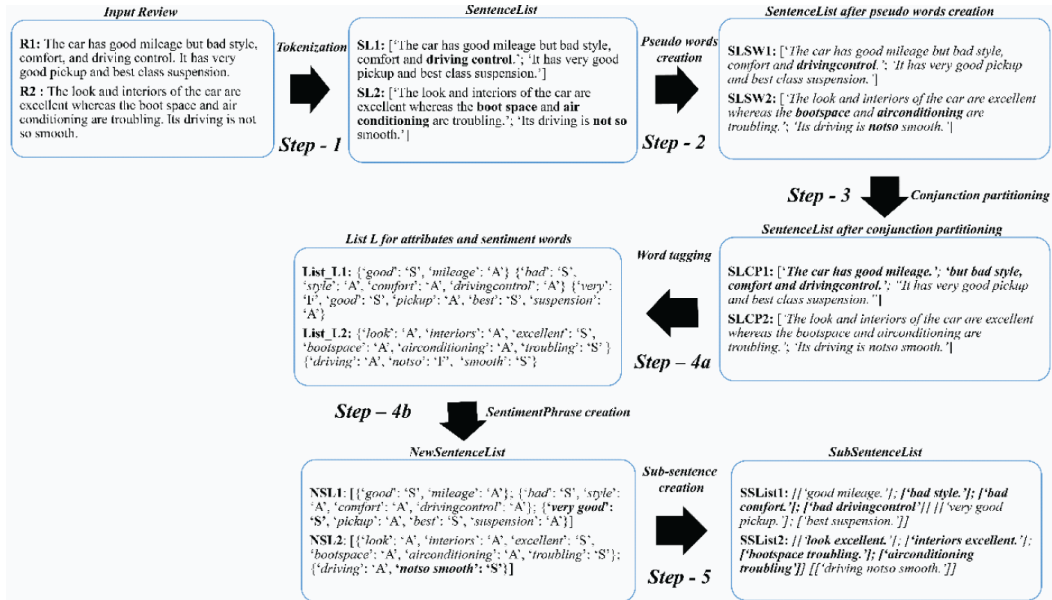 Input Review
R1: The car has good mileage but bad style,
comfort, and driving control. It has very
good pickup and best class suspension.
R2 : The look and interiors of the car are
excellent whereas the boot space and air
conditioning are troubling. Its driving is not
so smooth.
Tokenization
Step - 1
SentenceList
SL1: ['The car has good mileage but bad style,
comfort and driving control.'; 'It has very good
pickup and best class suspension.']
SL2: ['The look and interiors of the car are
excellent whereas the boot space and air
conditioning are troubling.'; 'Its driving is not so
smooth.']
Pseudo words
creation
Step - 2
SentenceList after pseudo words creation
SLSW1: ['The car has good mileage but bad style,
comfort and drivingcontrol.'; 'It has very good pickup
and best class suspension.']
SLSW2: ['The look and interiors of the car are excellent
whereas the bootspace and airconditioning are
troubling.'; 'Its driving is notso smooth.']
Step - 3
Conjunction partitioning
SentenceList after conjunction partitioning
SLCP1: ['The car has good mileage.'; 'but bad style,
comfort and drivingcontrol.'; "It has very good pickup
and best class suspension."]
SLCP2: ['The look and interiors of the car are excellent
whereas the bootspace and airconditioning are
troubling.'; 'Its driving is notso smooth.']
Word tagging
Step – 4a
List L for attributes and sentiment words
List_L1: {'good': 'S', 'mileage': 'A'} {'bad': 'S',
'style': 'A', 'comfort': 'A', 'drivingcontrol': 'A'} {'very':
'I', 'good': 'S', 'pickup': 'A', 'best': 'S', 'suspension':
'A'}
List_L2: {'look': 'A', 'interiors': 'A', 'excellent': 'S',
'bootspace': 'A', 'airconditioning': 'A', 'troubling': 'S' }
{'driving': 'A', 'notso': 'I', 'smooth': 'S'}
Step – 4b
SentimentPhrase creation
NewSentenceList
NSL1: [{'good': 'S', 'mileage': 'A'}; {'bad': 'S', 'style':
'A', 'comfort': 'A', 'drivingcontrol': 'A'}; {'very good':
'S', 'pickup': 'A', 'best': 'S', 'suspension': 'A'}]
NSL2: [{'look': 'A', 'interiors': 'A', 'excellent': 'S',
'bootspace': 'A', 'airconditioning': 'A', 'troubling': 'S'};
{'driving': 'A', 'notso smooth': 'S'}]
Sub-sentence
creation
Step - 5
SubSentenceList
SSList1: [['good mileage.']; ['bad style.']; ['bad
comfort.']; ['bad drivingcontrol']] [['very good
pickup.']; ['best suspension.']]
SSList2: [['look excellent.']; ['interiors excellent.'];
['bootspace troubling.']; ['airconditioning
troubling']] [['driving notso smooth.']]